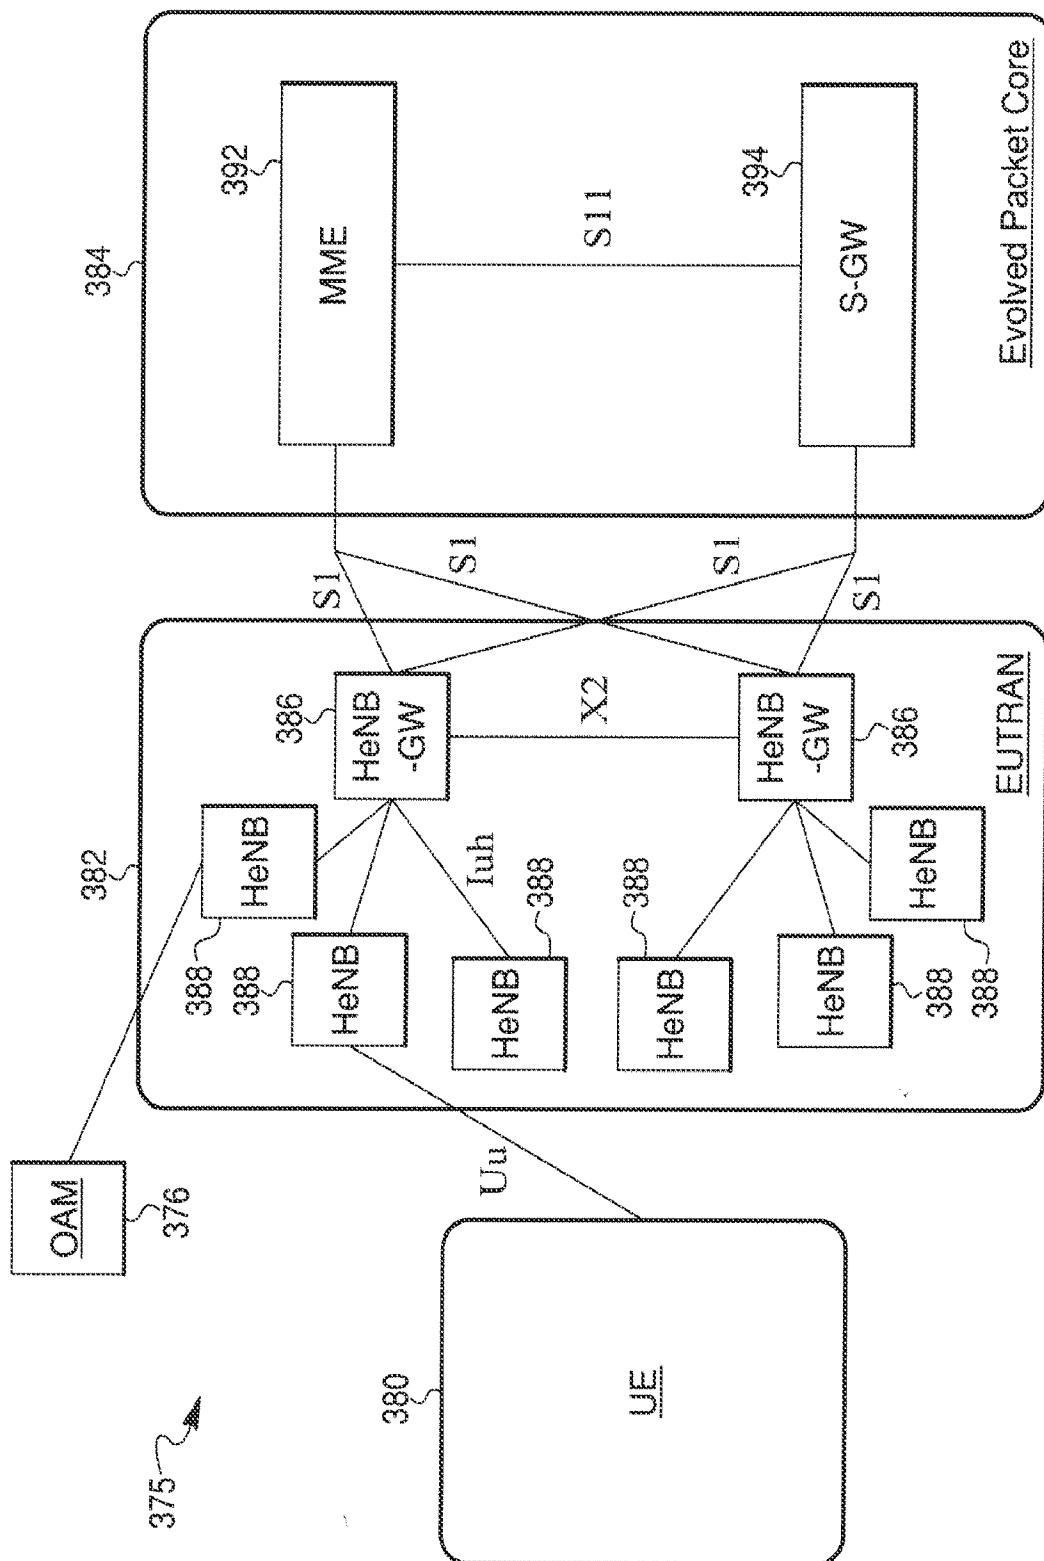 375
OAM
376
380
UE
Uu
382
388
HeNB
388
HeNB
HeNB
388
Iuh
386
HeNB
-GW
X2
HeNB
388
HeNB
388
HeNB
388
HeNB
-GW
386
EUTRAN
S1
S1
S1
S1
384
392
MME
S11
394
S-GW
Evolved Packet Core